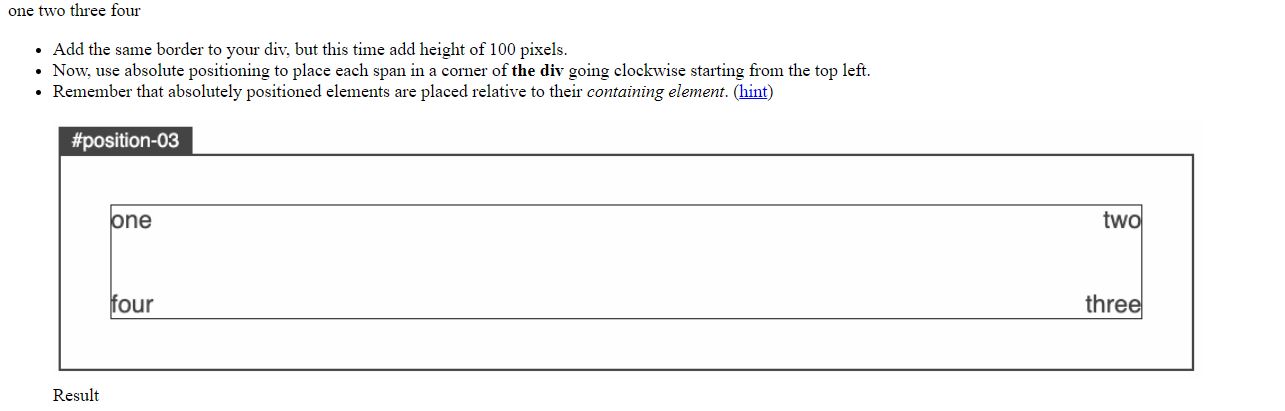 one two three four
• Add the same border to your div, but this time add height of 100 pixels.
• Now, use absolute positioning to place each span in a corner of the div going clockwise starting from the top left.
• Remember that absolutely positioned elements are placed relative to their containing element. (hint)
#position-03
one two
four three
Result